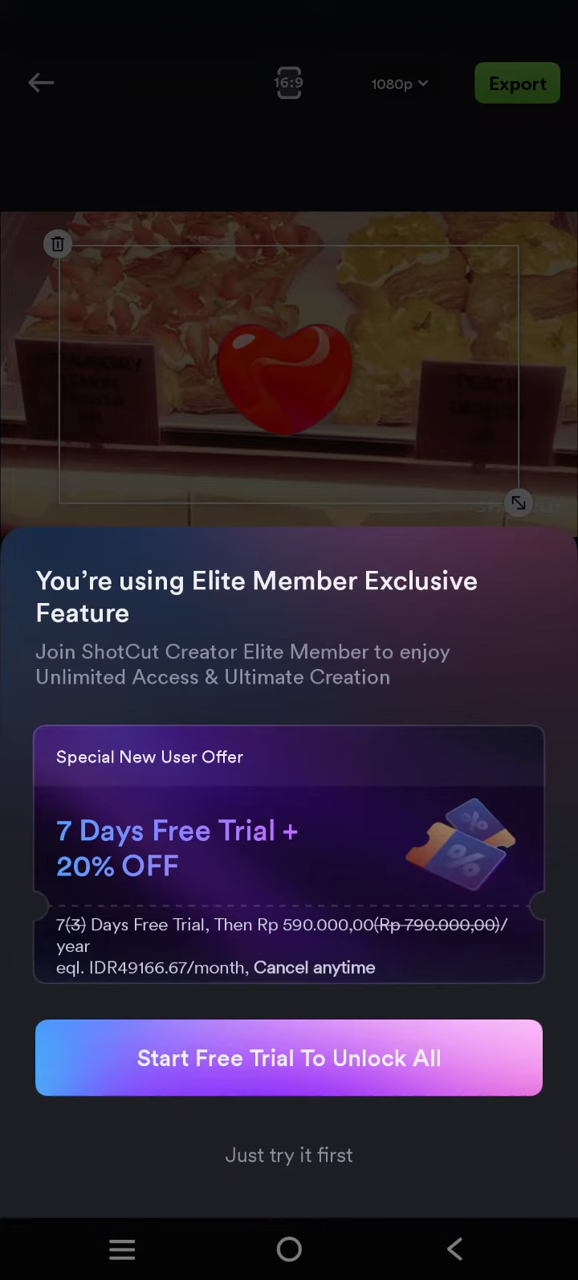 16:9
1080p
Export
You're using Elite Member Exclusive
Feature
Join ShotCut Creator Elite Member to enjoy
Unlimited Access & Ultimate Creation
Special New User Offer
7 Days Free Trial +
20% OFF
7(3) Days Free Trial, Then Rp 590.000,00(Rp 790.000,00)/
year
eql. IDR49166.67/month, Cancel anytime
Start Free Trial To Unlock All
Just try it first